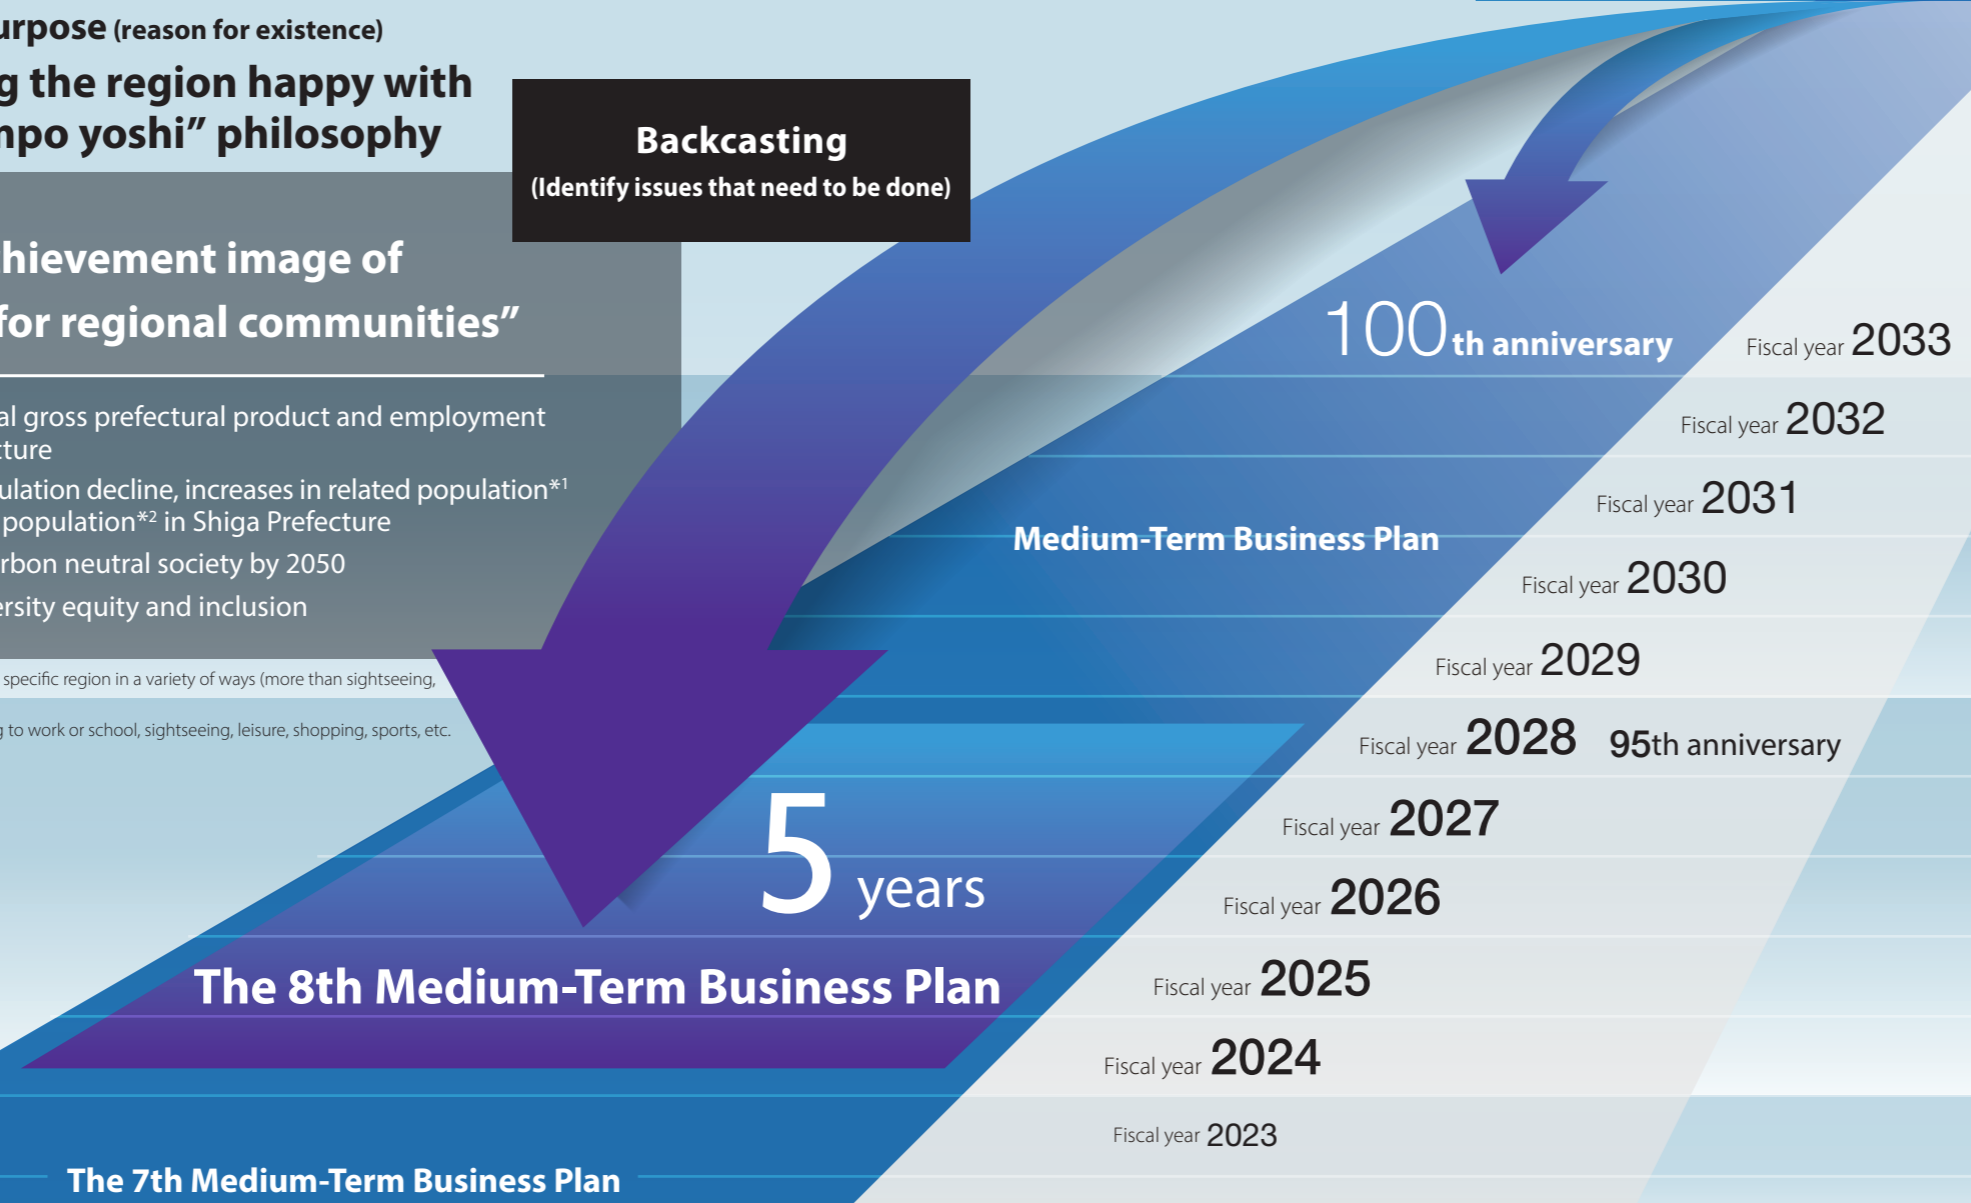 urpose (reason for existence)
g the region happy with
npo yoshi” philosophy
Backcasting
(Identify issues that need to be done)
hievement image of
for regional communities”
al gross prefectural product and employment
cture
ulation decline, increases in related population*1
population*2 in Shiga Prefecture
rbon neutral society by 2050
ersity equity and inclusion
specific region in a variety of ways (more than sightseeing,
g to work or school, sightseeing, leisure, shopping, sports, etc.
100th anniversary
Fiscal year 2033
Fiscal year 2032
Fiscal year 2031
Medium-Term Business Plan
Fiscal year 2030
Fiscal year 2029
Fiscal year 2028 95th anniversary
Fiscal year 2027
5 years
Fiscal year 2026
The 8th Medium-Term Business Plan
Fiscal year 2025
Fiscal year 2024
Fiscal year 2023
The 7th Medium-Term Business Plan